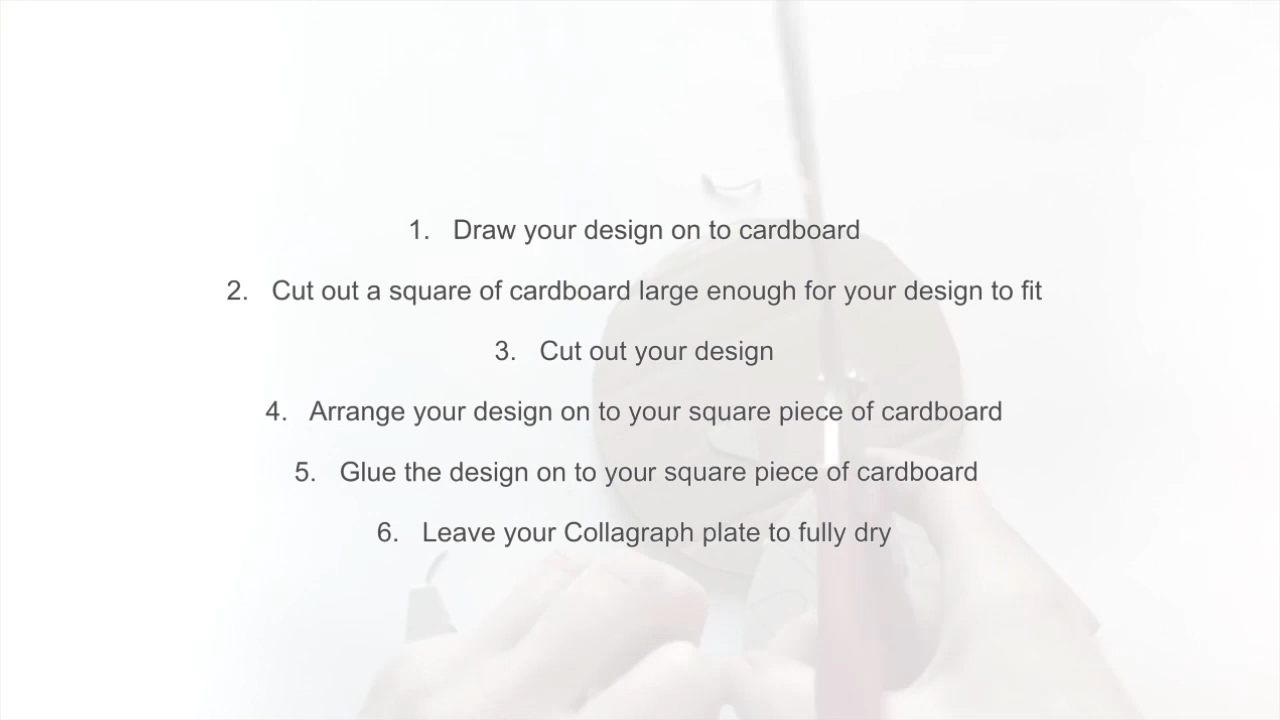 1. Draw your design on to cardboard
2. Cut out a square of cardboard large enough for your design to fit
3. Cut out your design
4. Arrange your design on to your square piece of cardboard
5. Glue the design on to your square piece of cardboard
6. Leave your Collagraph plate to fully dry